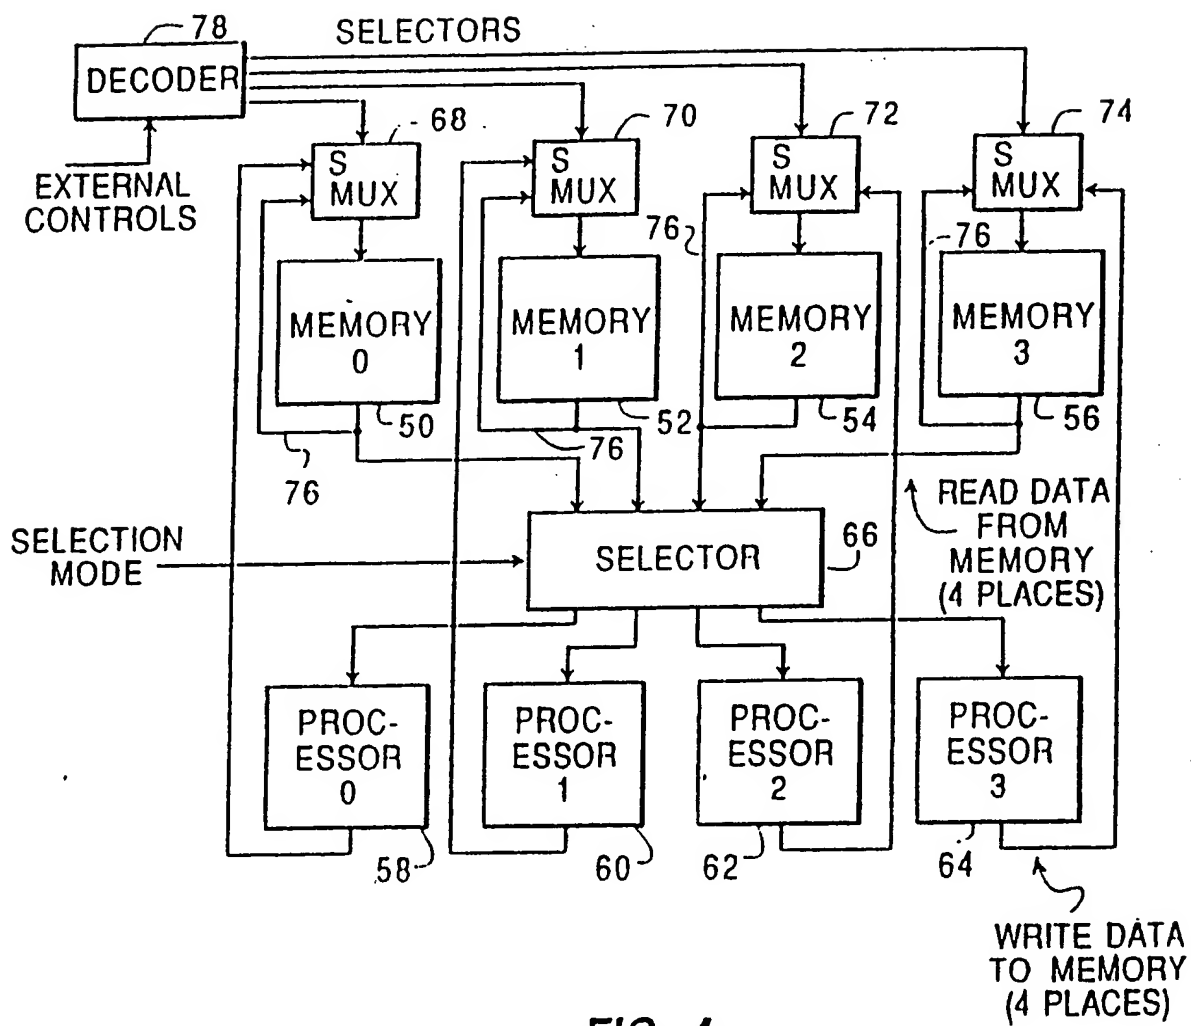 78
SELECTORS
DECODER
68
70
72
74
S
MUX
S
MUX
S
MUX
S
MUX
EXTERNAL
CONTROLS
76
76
MEMORY
0
MEMORY
1
MEMORY
2
MEMORY
3
50
52
54
56
76
76
READ DATA
FROM
MEMORY
(4 PLACES)
SELECTION
MODE
SELECTOR
66
PROC-
ESSOR
0
PROC-
ESSOR
1
PROC-
ESSOR
2
PROC-
ESSOR
3
58
60
62
64
WRITE DATA
TO MEMORY
(4 PLACES)